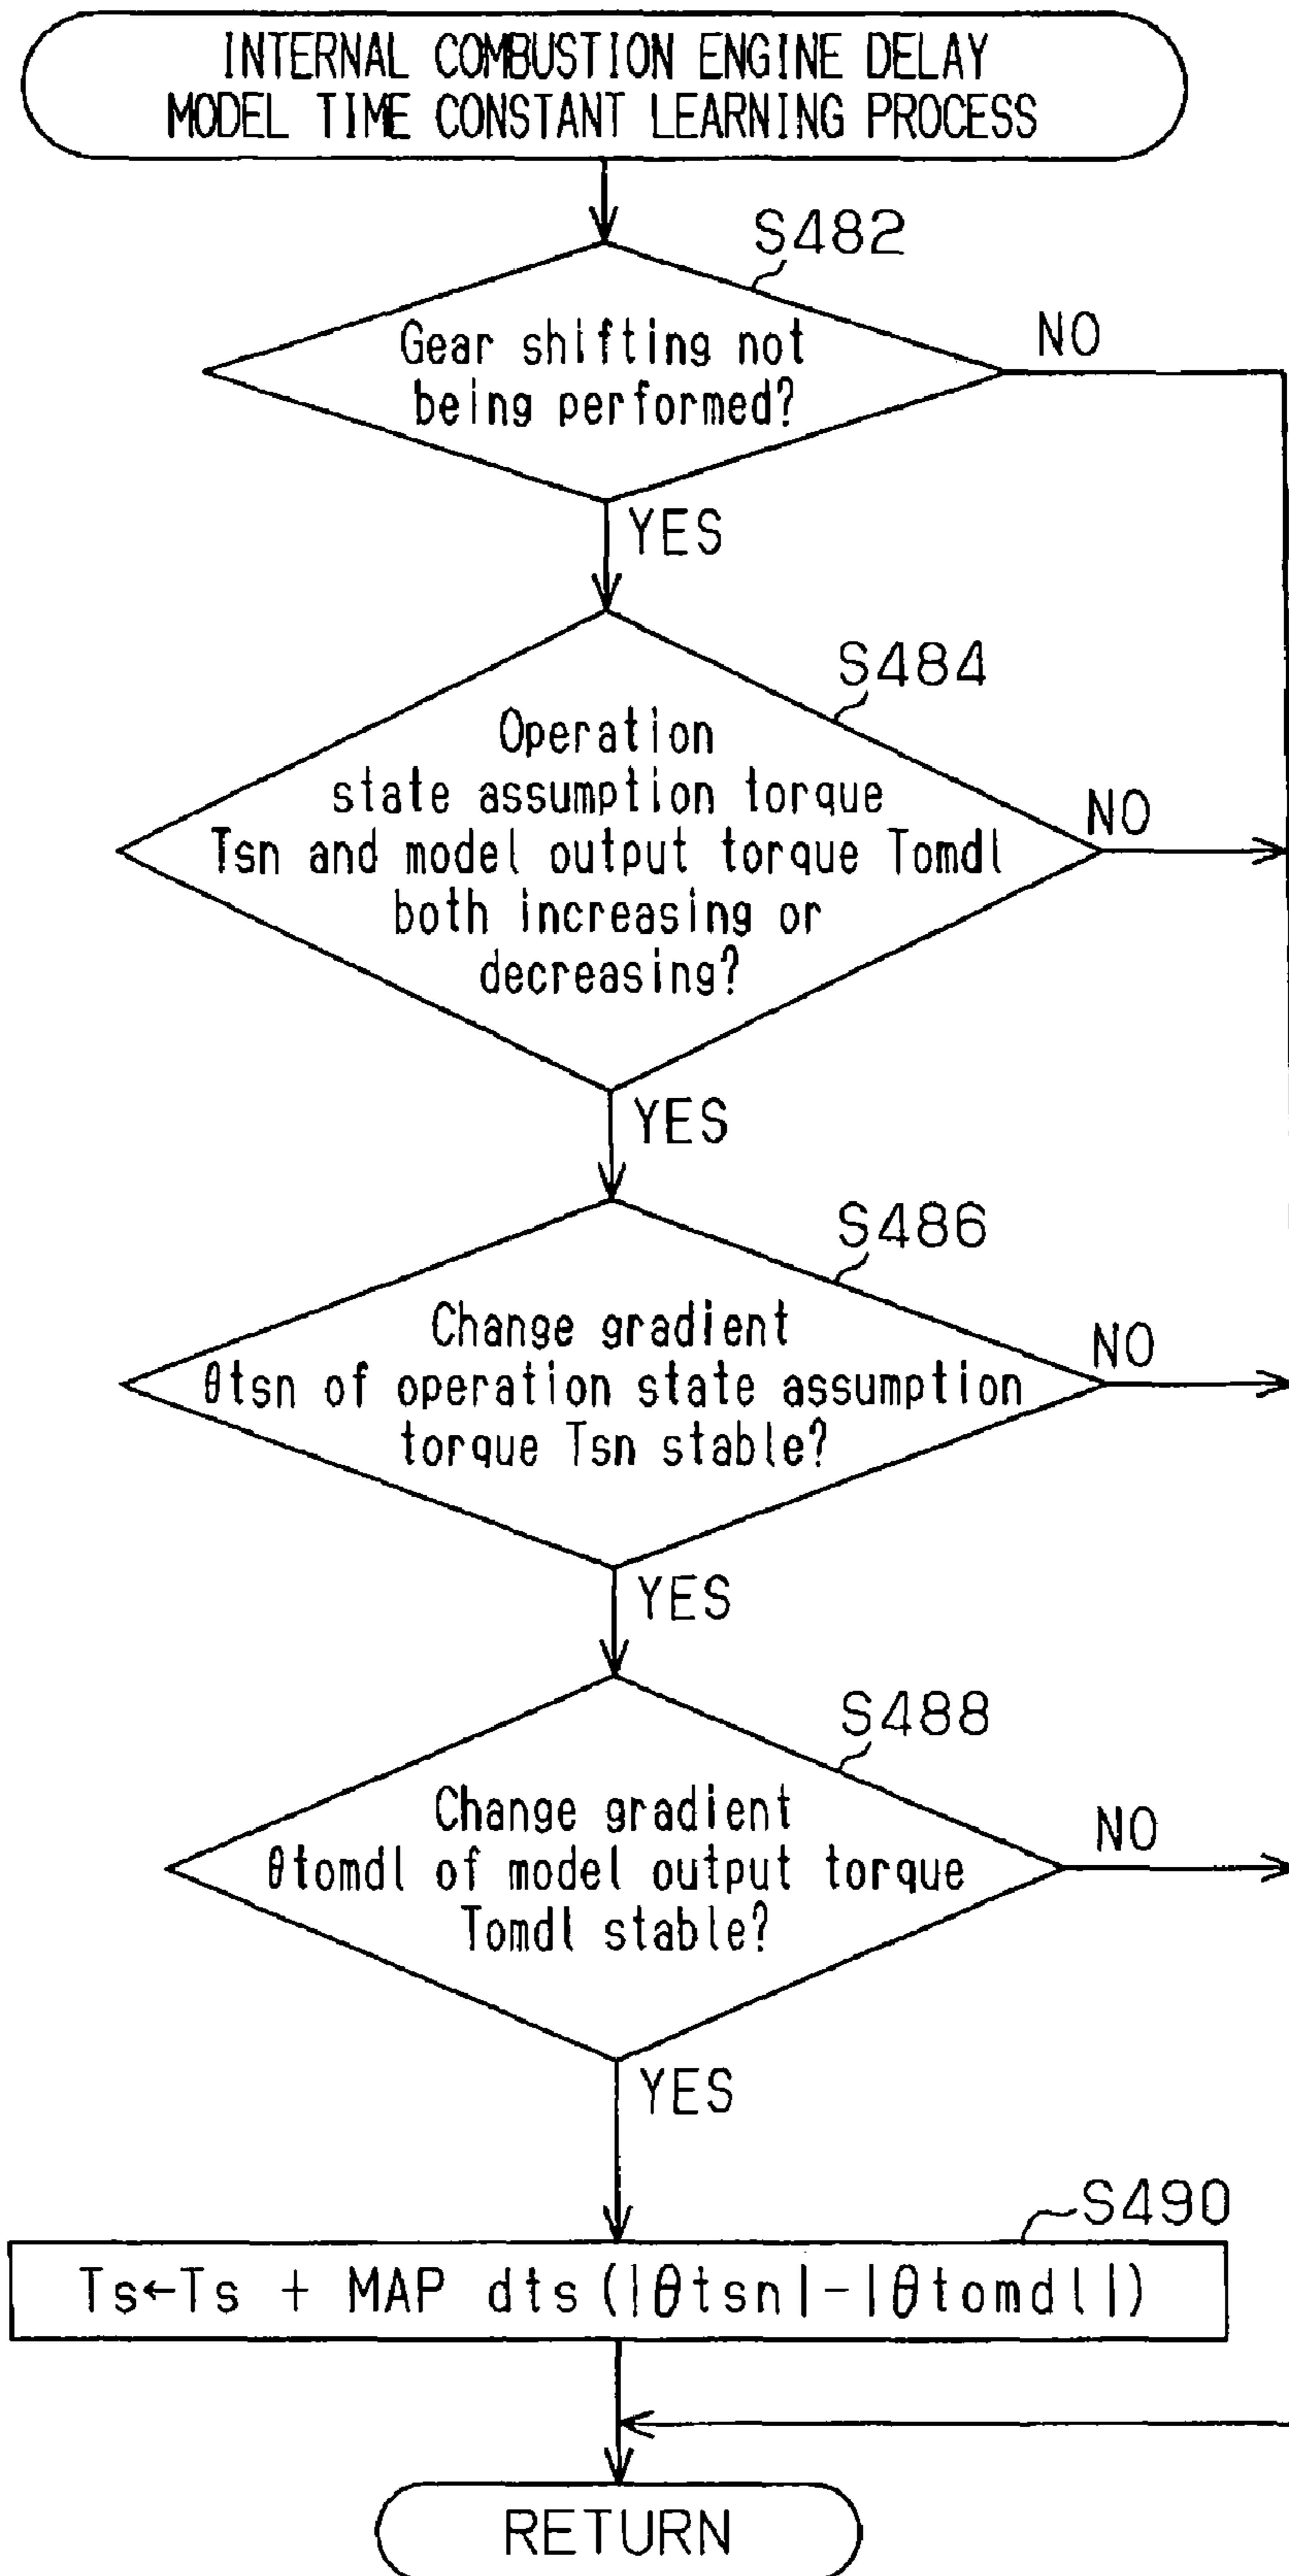 INTERNAL COMBUSTION ENGINE DELAY
MODEL TIME CONSTANT LEARNING PROCESS
S482
Gear shifting not
being performed?
NO
YES
S484
Operation
state assumption torque
Tsn and model output torque Tomdl
both increasing or
decreasing?
NO
YES
S486
Change gradient
θtsn of operation state assumption
torque Tsn stable?
NO
YES
S488
Change gradient
θtomdl of model output torque
Tomdl stable?
NO
YES
S490
Ts←Ts + MAP dts(|θtsn|-|θtomdl|)
RETURN